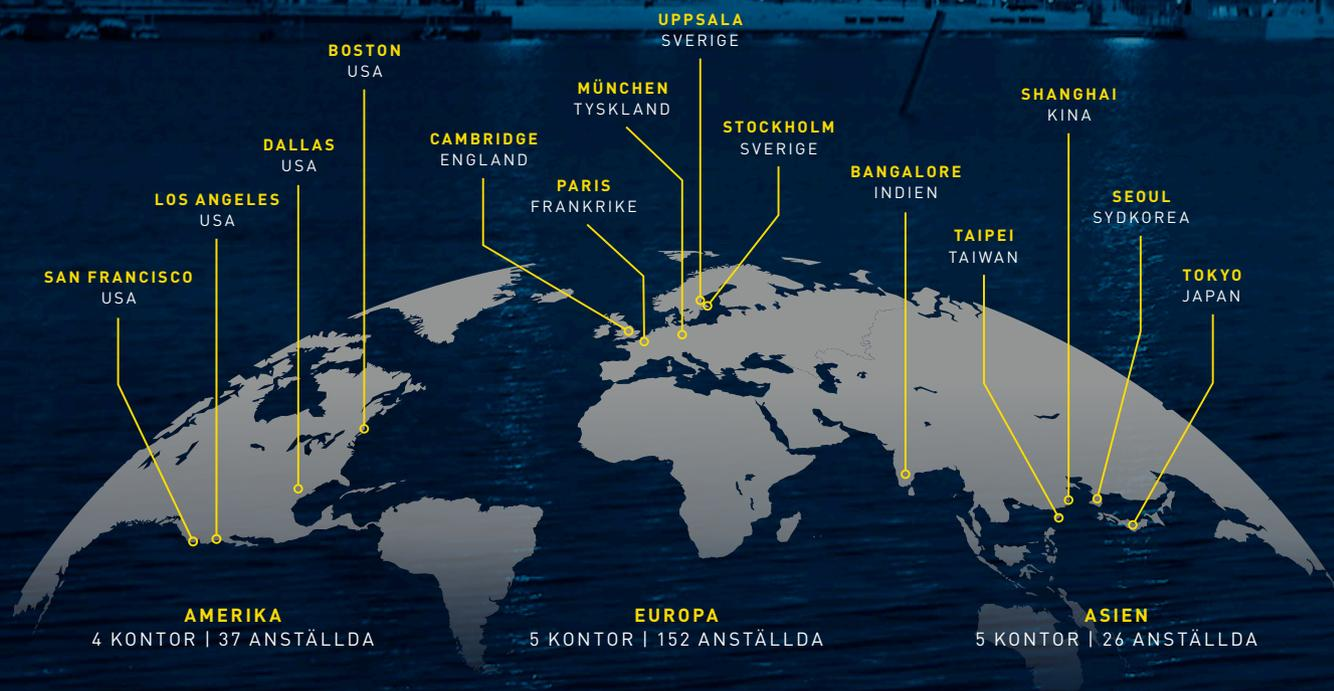 UPPSALA
SVERIGE
BOSTON
USA
MÜNCHEN
TYSKLAND
SHANGHAI
KINA
STOCKHOLM
SVERIGE
CAMBRIDGE
ENGLAND
DALLAS
USA
BANGALORE
INDIEN
PARIS
FRANKRIKE
LOS ANGELES
USA
SEOUL
SYDKOREA
TAIPEI
TAIWAN
SAN FRANCISCO
USA
TOKYO
JAPAN
AMERIKA
4 KONTOR | 37 ANSTÄLLDA
EUROPA
5 KONTOR | 152 ANSTÄLLDA
ASIEN
5 KONTOR | 26 ANSTÄLLDA